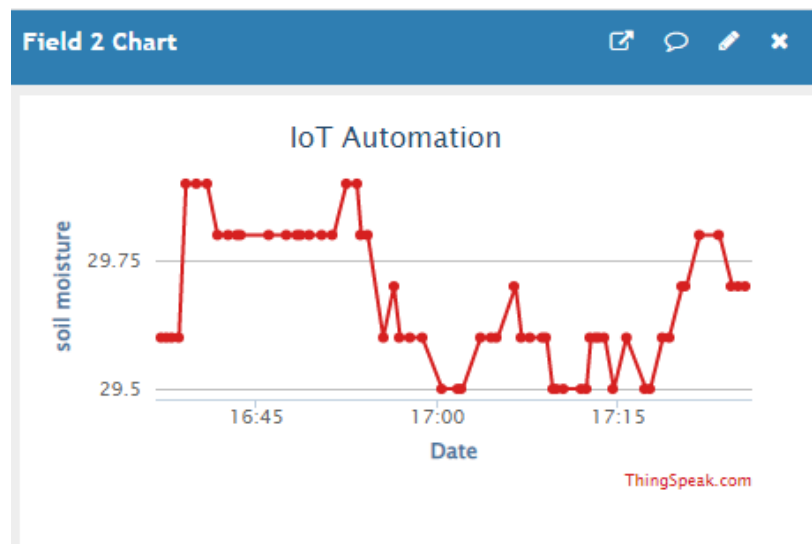 Field 2 Chart
IoT Automation
soil moisture
29.75
29.5
16:45 17:00 17:15
Date
ThingSpeak.com